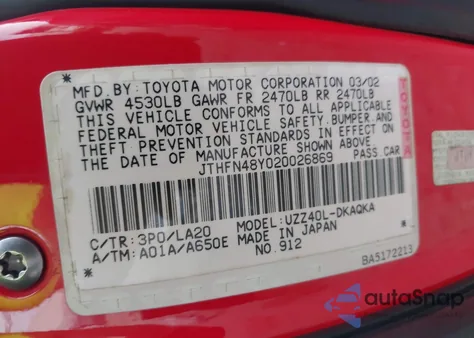 MFD. BY: TOYOTA MOTOR CORPORATION 03/02
GVWR 4530LB GAWR FR 2470LB RR 2470LB
THIS VEHICLE CONFORMS TO ALL APPLICABLE
FEDERAL MOTOR VEHICLE SAFETY, BUMPER, AND
THEFT PREVENTION STANDARDS IN EFFECT ON THE
DATE OF MANUFACTURE SHOWN ABOVE.
JTHFN48Y020026869 PASS. CAR
C/TR: 3P0/LA20 MODEL: UZZ40L-DKAQKA
A/TM: A01A/A650E MADE IN JAPAN
NO. 912
BA5172213
TOYOTA
autoSnap